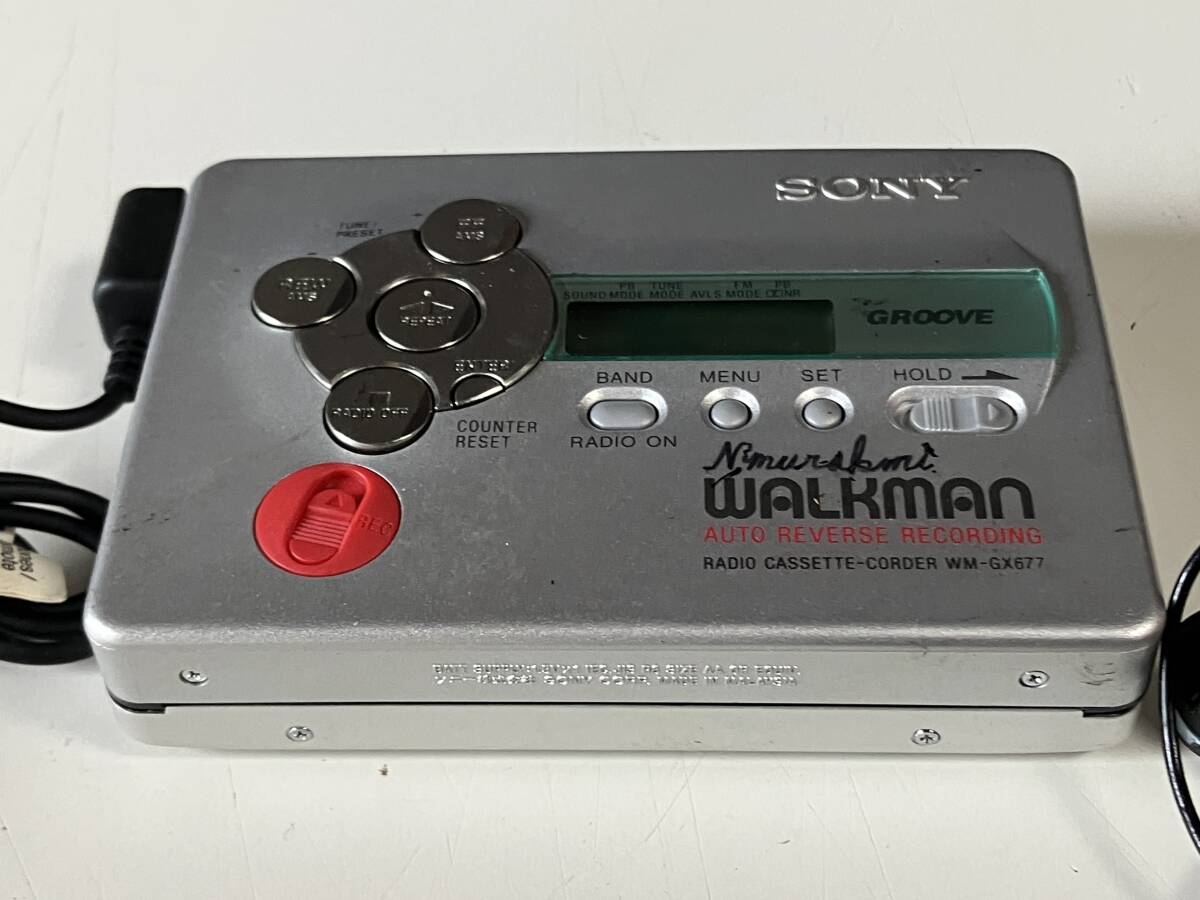 SONY
TUNE/
PRESET
AMS
AMS
REPEAT
ENTER
RADIO OFF
COUNTER
RESET
REC
PB TUNE FM PB
SOUND MODE MODE AVLS MODE NR
GROOVE
BAND MENU SET HOLD
RADIO ON
WALKMAN
AUTO REVERSE RECORDING
RADIO CASSETTE-CORDER WM-GX677
SONY CORP. MADE IN MALAYSIA